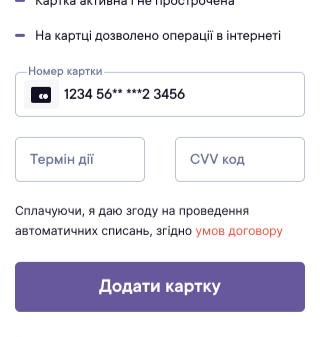 Картка активна і не прострочена
На картці дозволено операції в інтернеті
Номер картки
1234 56** ***2 3456
Термін дії
CVV код
Сплачуючи, я даю згоду на проведення
автоматичних списань, згідно умов договору
Додати картку